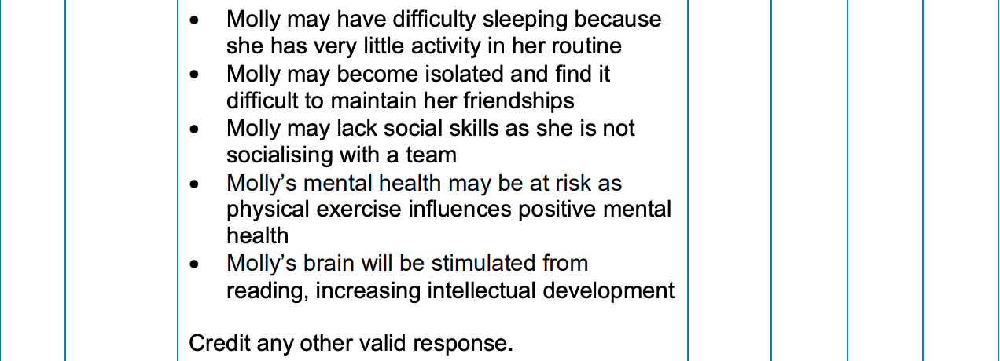 • Molly may have difficulty sleeping because
she has very little activity in her routine
• Molly may become isolated and find it
difficult to maintain her friendships
• Molly may lack social skills as she is not
socialising with a team
• Molly’s mental health may be at risk as
physical exercise influences positive mental
health
• Molly’s brain will be stimulated from
reading, increasing intellectual development
Credit any other valid response.